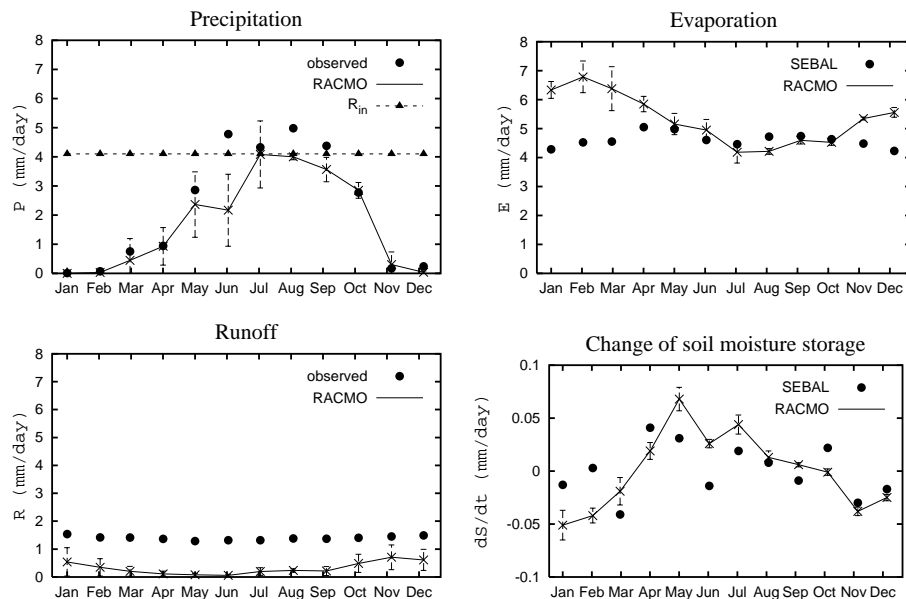 Precipitation
8
7
6
5
4
3
2
1
0
P (mm/day)
observed
RACMO
R_in
Jan Feb Mar Apr May Jun Jul Aug Sep Oct Nov Dec
Evaporation
8
7
6
5
4
3
2
1
0
E (mm/day)
SEBAL
RACMO
Jan Feb Mar Apr May Jun Jul Aug Sep Oct Nov Dec
Runoff
8
7
6
5
4
3
2
1
0
R (mm/day)
observed
RACMO
Jan Feb Mar Apr May Jun Jul Aug Sep Oct Nov Dec
Change of soil moisture storage
0.1
0.05
0
-0.05
-0.1
dS/dt (mm/day)
SEBAL
RACMO
Jan Feb Mar Apr May Jun Jul Aug Sep Oct Nov Dec